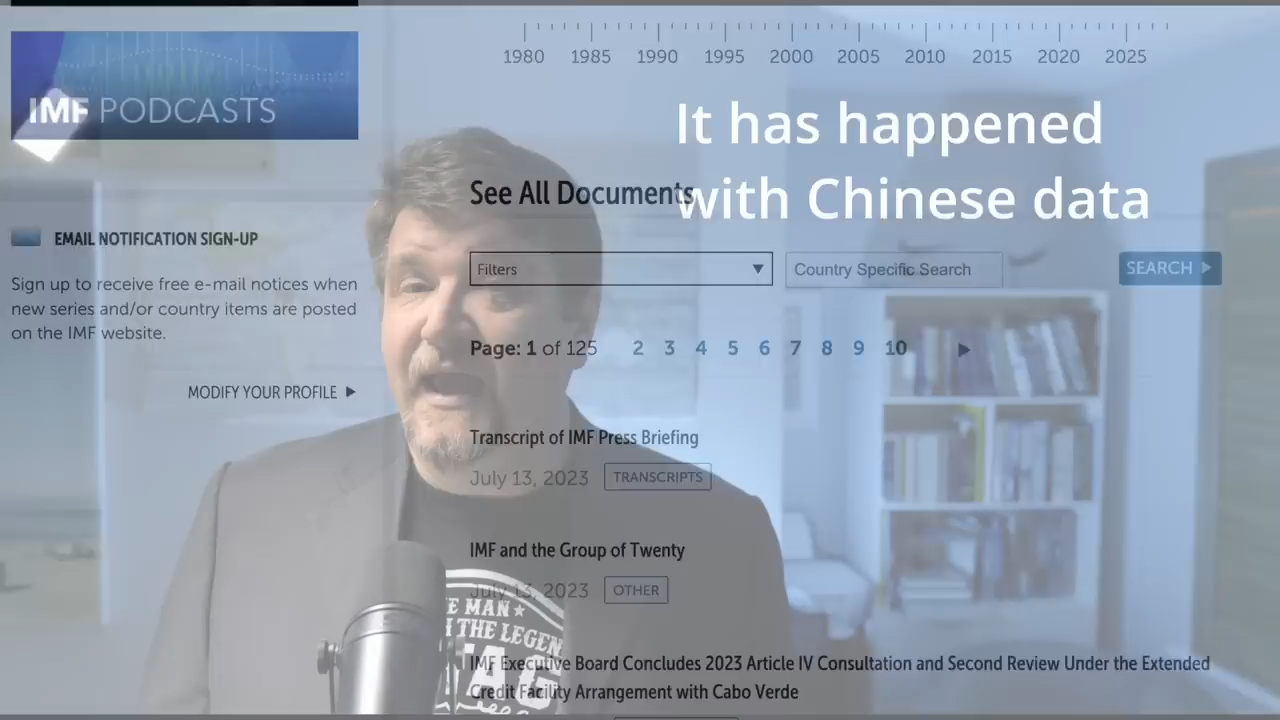 1980 1985 1990 1995 2000 2005 2010 2015 2020 2025
IMF PODCASTS
It has happened
with Chinese data
See All Documents
EMAIL NOTIFICATION SIGN-UP
Sign up to receive free e-mail notices when
new series and/or country items are posted
on the IMF website.
MODIFY YOUR PROFILE
Filters
Country Specific Search
SEARCH
Page: 1 of 125 2 3 4 5 6 7 8 9 10
Transcript of IMF Press Briefing
July 13, 2023 TRANSCRIPTS
IMF and the Group of Twenty
July 13, 2023 OTHER
IMF Executive Board Concludes 2023 Article IV Consultation and Second Review Under the Extended
Credit Facility Arrangement with Cabo Verde
MAN
THE